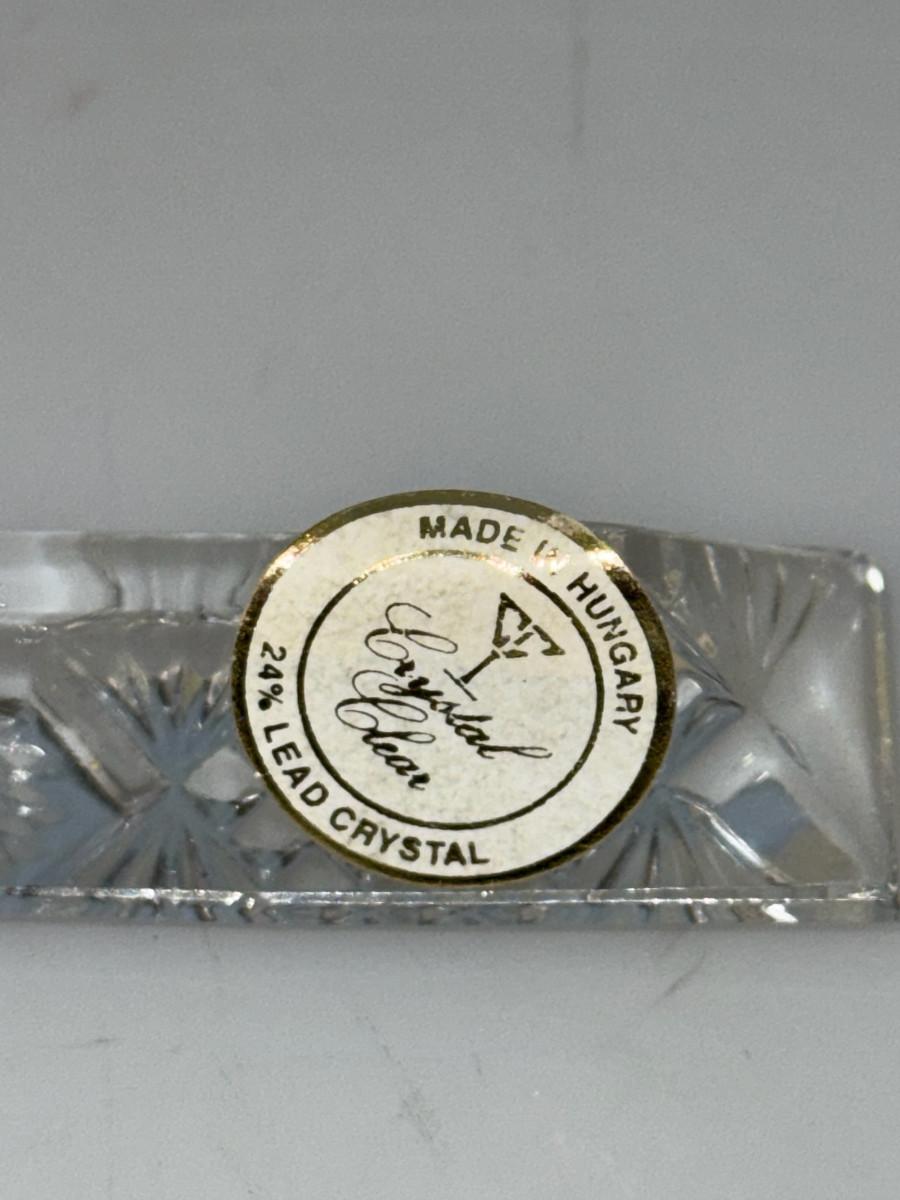 MADE IN HUNGARY
Crystal
Clear
24% LEAD CRYSTAL